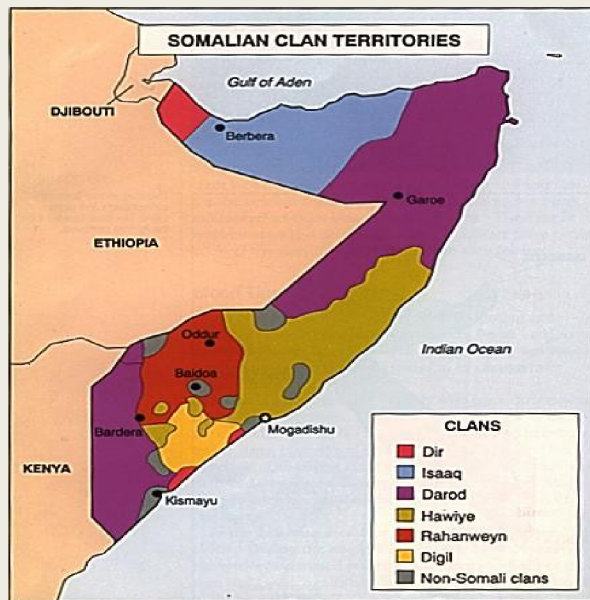 SOMALIAN CLAN TERRITORIES
Gulf of Aden
DJIBOUTI
Berbera
Garoe
ETHIOPIA
Oddur
Indian Ocean
Baidoa
Bardera
Mogadishu
KENYA
Kismayu
CLANS
Dir
Isaaq
Darod
Hawiye
Rahanweyn
Digil
Non-Somali clans